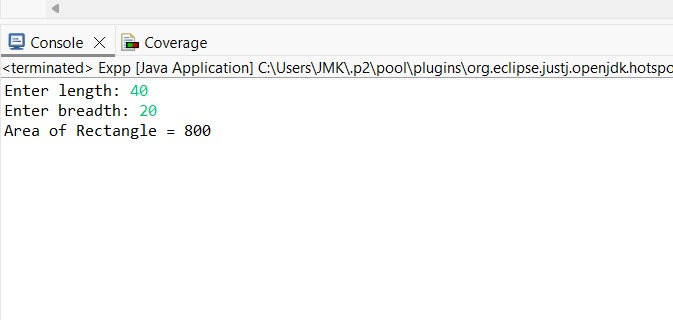 Console Coverage
<terminated> Expp [Java Application] C:\Users\JMK\.p2\pool\plugins\org.eclipse.justj.openjdk.hotspo
Enter length: 40
Enter breadth: 20
Area of Rectangle = 800